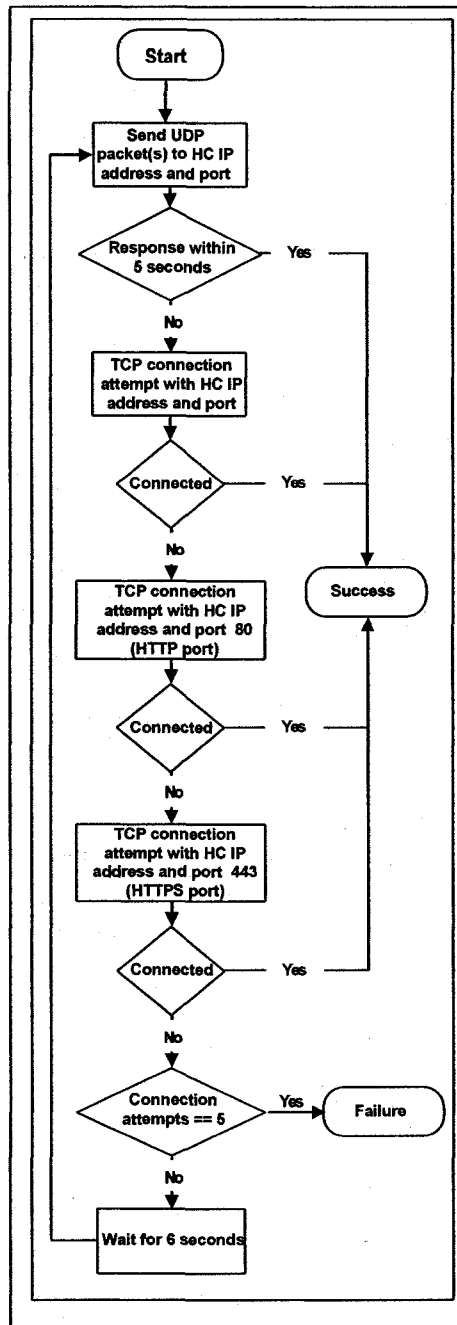 Start
Send UDP
packet(s) to HC IP
address and port
Response within
5 seconds
Yes
No
TCP connection
attempt with HC IP
address and port
Connected
Yes
No
TCP connection
attempt with HC IP
address and port 80
(HTTP port)
Success
Connected
Yes
No
TCP connection
attempt with HC IP
address and port 443
(HTTPS port)
Connected
Yes
No
Connection
attempts == 5
Yes
Failure
No
Wait for 6 seconds